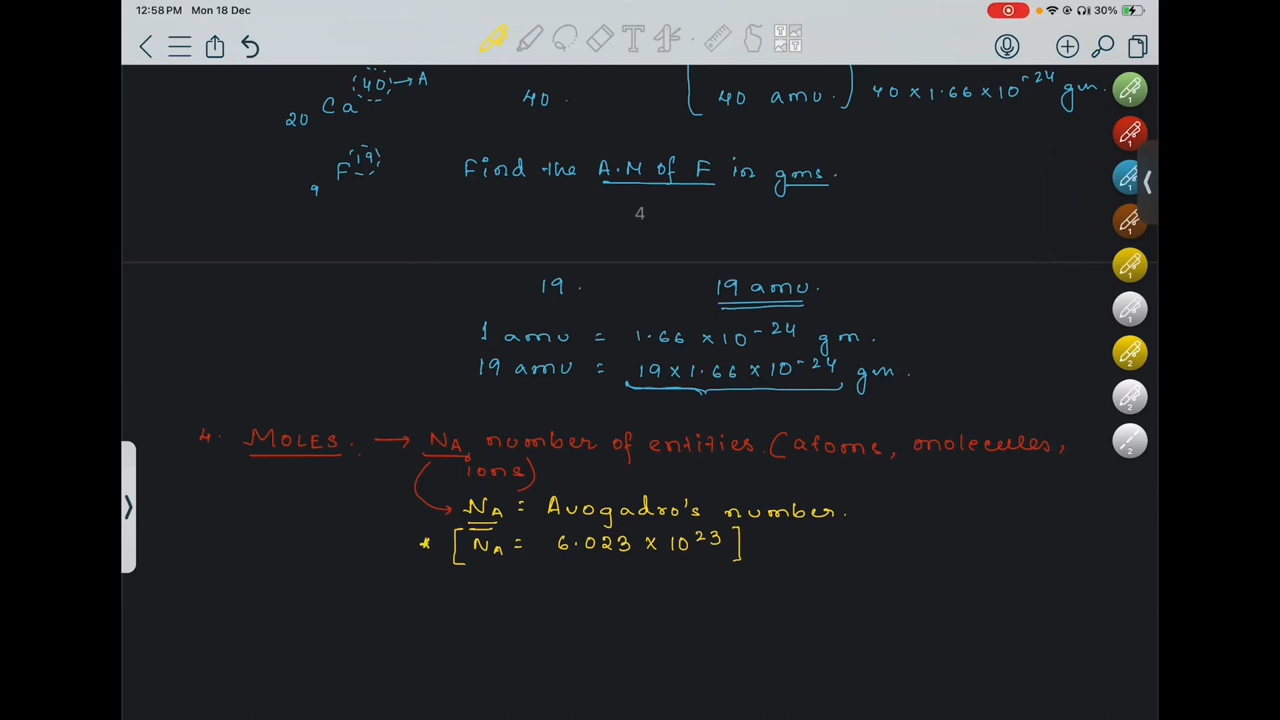 12:58 PM Mon 18 Dec
30%
20 Ca 40 → A
40.
[40 amu.] 40 x 1.66 x 10⁻²⁴ gm.
9 F 19
Find the A.M of F in gms.
4
19.
19 amu.
1 amu = 1.66 x 10⁻²⁴ gm.
19 amu = 19 x 1.66 x 10⁻²⁴ gm.
4. MOLES. → NA number of entities. (atoms, molecules,
ions)
NA = Avogadro's number.
* [NA = 6.023 x 10²³]